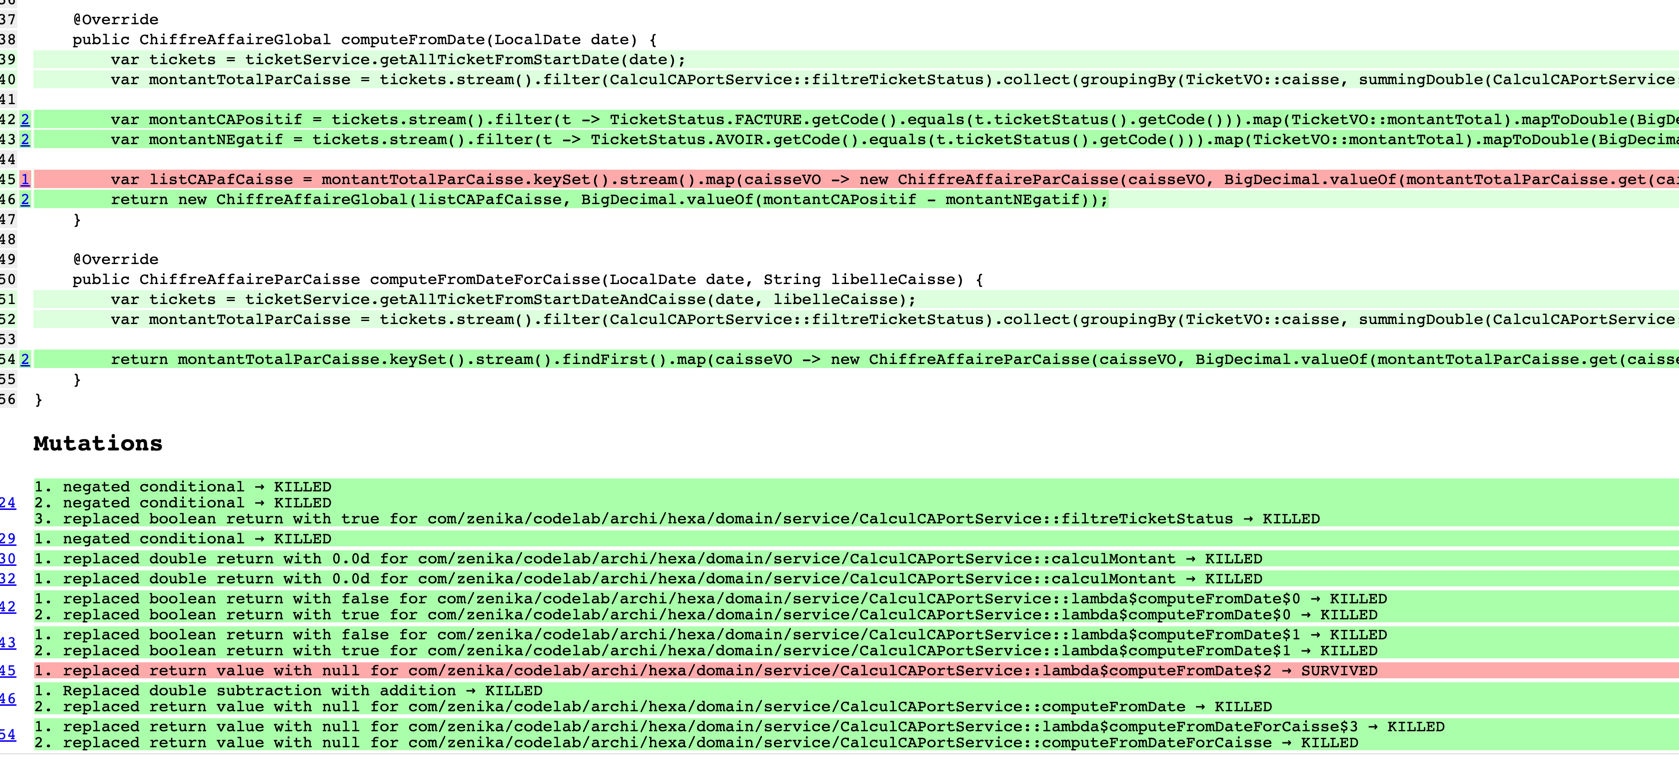 37 @Override
38 public ChiffreAffaireGlobal computeFromDate(LocalDate date) {
39 var tickets = ticketService.getAllTicketFromStartDate(date);
40 var montantTotalParCaisse = tickets.stream().filter(CalculCAPortService::filtreTicketStatus).collect(groupingBy(TicketVO::caisse, summingDouble(CalculCAPortService
41
42 2 var montantCAPositif = tickets.stream().filter(t -> TicketStatus.FACTURE.getCode().equals(t.ticketStatus().getCode())).map(TicketVO::montantTotal).mapToDouble(BigDe
43 2 var montantNEgatif = tickets.stream().filter(t -> TicketStatus.AVOIR.getCode().equals(t.ticketStatus().getCode())).map(TicketVO::montantTotal).mapToDouble(BigDecima
44
45 1 var listCAPafCaisse = montantTotalParCaisse.keySet().stream().map(caisseVO -> new ChiffreAffaireParCaisse(caisseVO, BigDecimal.valueOf(montantTotalParCaisse.get(cai
46 2 return new ChiffreAffaireGlobal(listCAPafCaisse, BigDecimal.valueOf(montantCAPositif - montantNEgatif));
47 }
48
49 @Override
50 public ChiffreAffaireParCaisse computeFromDateForCaisse(LocalDate date, String libelleCaisse) {
51 var tickets = ticketService.getAllTicketFromStartDateAndCaisse(date, libelleCaisse);
52 var montantTotalParCaisse = tickets.stream().filter(CalculCAPortService::filtreTicketStatus).collect(groupingBy(TicketVO::caisse, summingDouble(CalculCAPortService
53
54 2 return montantTotalParCaisse.keySet().stream().findFirst().map(caisseVO -> new ChiffreAffaireParCaisse(caisseVO, BigDecimal.valueOf(montantTotalParCaisse.get(caisse
55 }
56 }
Mutations
1. negated conditional → KILLED
24 2. negated conditional → KILLED
3. replaced boolean return with true for com/zenika/codelab/archi/hexa/domain/service/CalculCAPortService::filtreTicketStatus → KILLED
29 1. negated conditional → KILLED
30 1. replaced double return with 0.0d for com/zenika/codelab/archi/hexa/domain/service/CalculCAPortService::calculMontant → KILLED
32 1. replaced double return with 0.0d for com/zenika/codelab/archi/hexa/domain/service/CalculCAPortService::calculMontant → KILLED
42 1. replaced boolean return with false for com/zenika/codelab/archi/hexa/domain/service/CalculCAPortService::lambda$computeFromDate$0 → KILLED
2. replaced boolean return with true for com/zenika/codelab/archi/hexa/domain/service/CalculCAPortService::lambda$computeFromDate$0 → KILLED
43 1. replaced boolean return with false for com/zenika/codelab/archi/hexa/domain/service/CalculCAPortService::lambda$computeFromDate$1 → KILLED
2. replaced boolean return with true for com/zenika/codelab/archi/hexa/domain/service/CalculCAPortService::lambda$computeFromDate$1 → KILLED
45 1. replaced return value with null for com/zenika/codelab/archi/hexa/domain/service/CalculCAPortService::lambda$computeFromDate$2 → SURVIVED
46 1. Replaced double subtraction with addition → KILLED
2. replaced return value with null for com/zenika/codelab/archi/hexa/domain/service/CalculCAPortService::computeFromDate → KILLED
54 1. replaced return value with null for com/zenika/codelab/archi/hexa/domain/service/CalculCAPortService::lambda$computeFromDateForCaisse$3 → KILLED
2. replaced return value with null for com/zenika/codelab/archi/hexa/domain/service/CalculCAPortService::computeFromDateForCaisse → KILLED